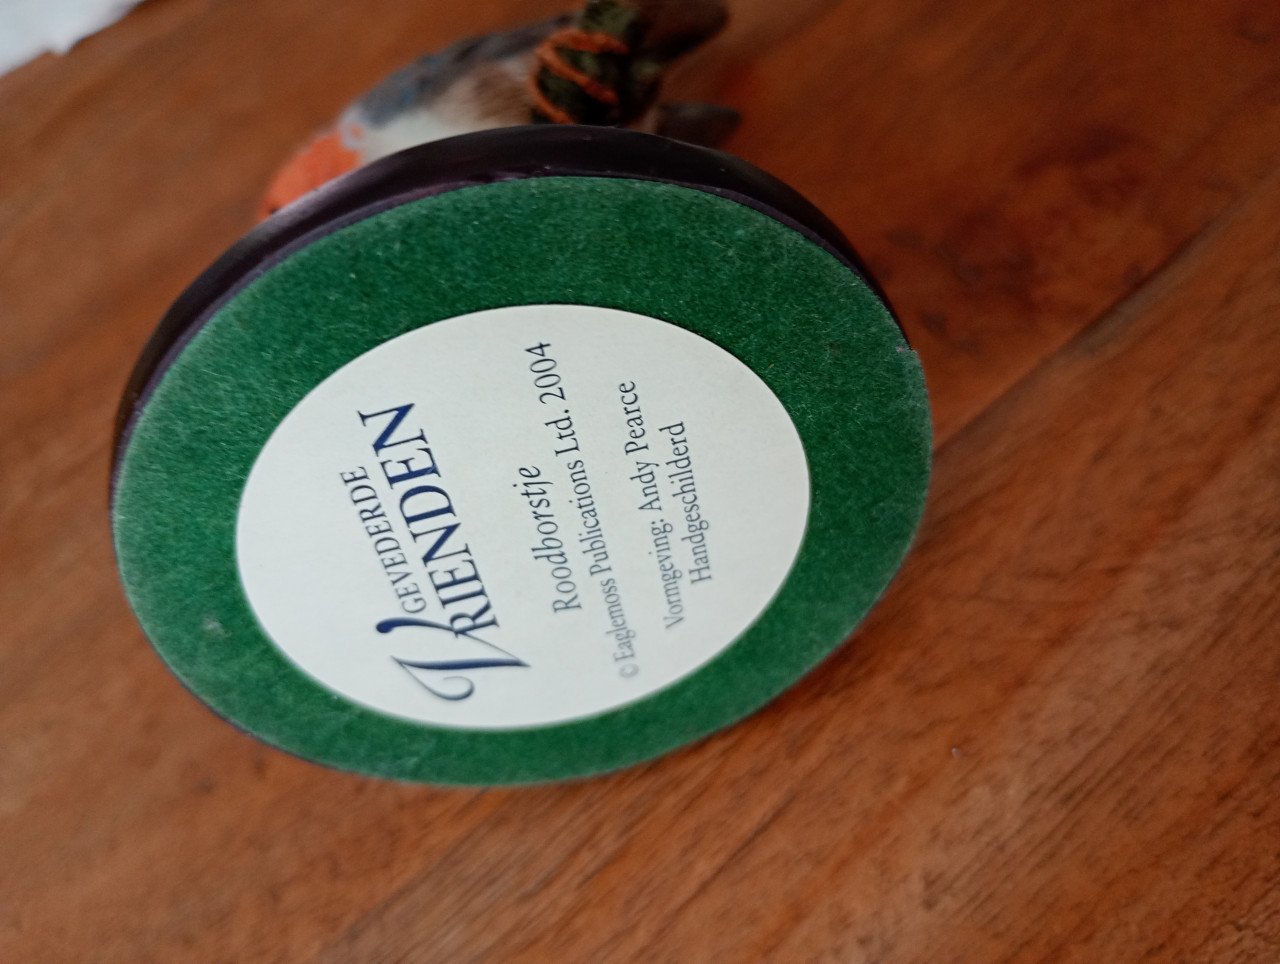 GEVEDERDE
VRIENDEN
Roodborstje
© Eaglemoss Publications Ltd. 2004
Vormgeving: Andy Pearce
Handgeschilderd